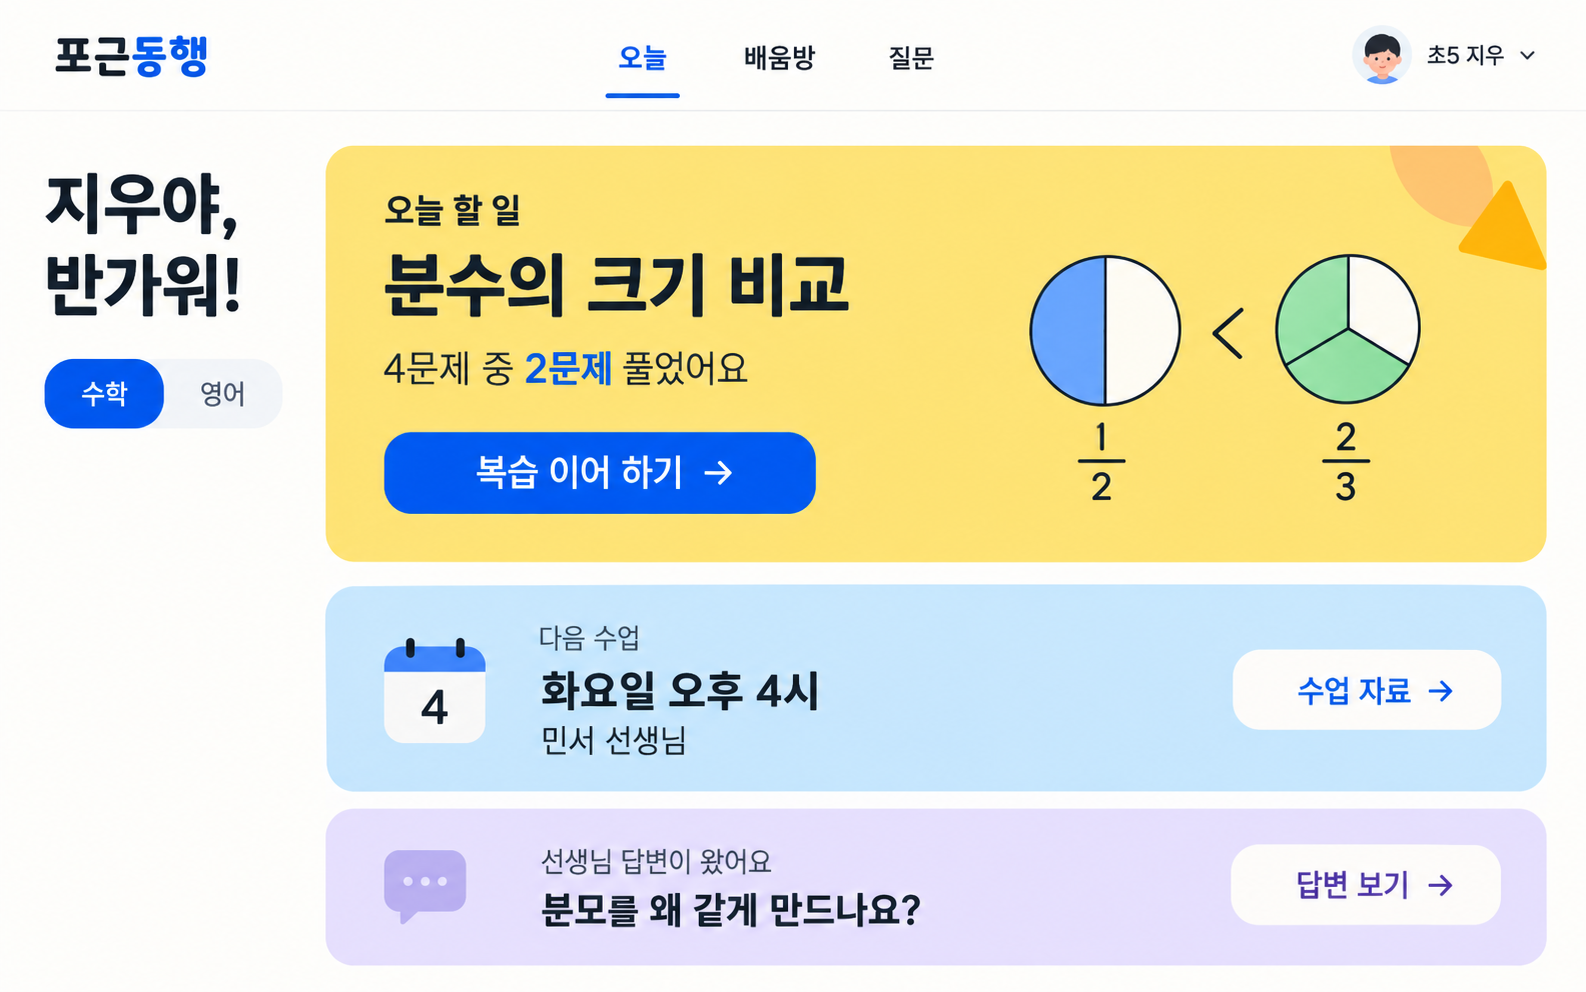 포근동행
오늘
배움방
질문
초5 지우
지우야,
반가워!
수학
영어
오늘 할 일
분수의 크기 비교
4문제 중 2문제 풀었어요
복습 이어 하기 →
<
1
2
2
3
4
다음 수업
화요일 오후 4시
민서 선생님
수업 자료 →
선생님 답변이 왔어요
분모를 왜 같게 만드나요?
답변 보기 →